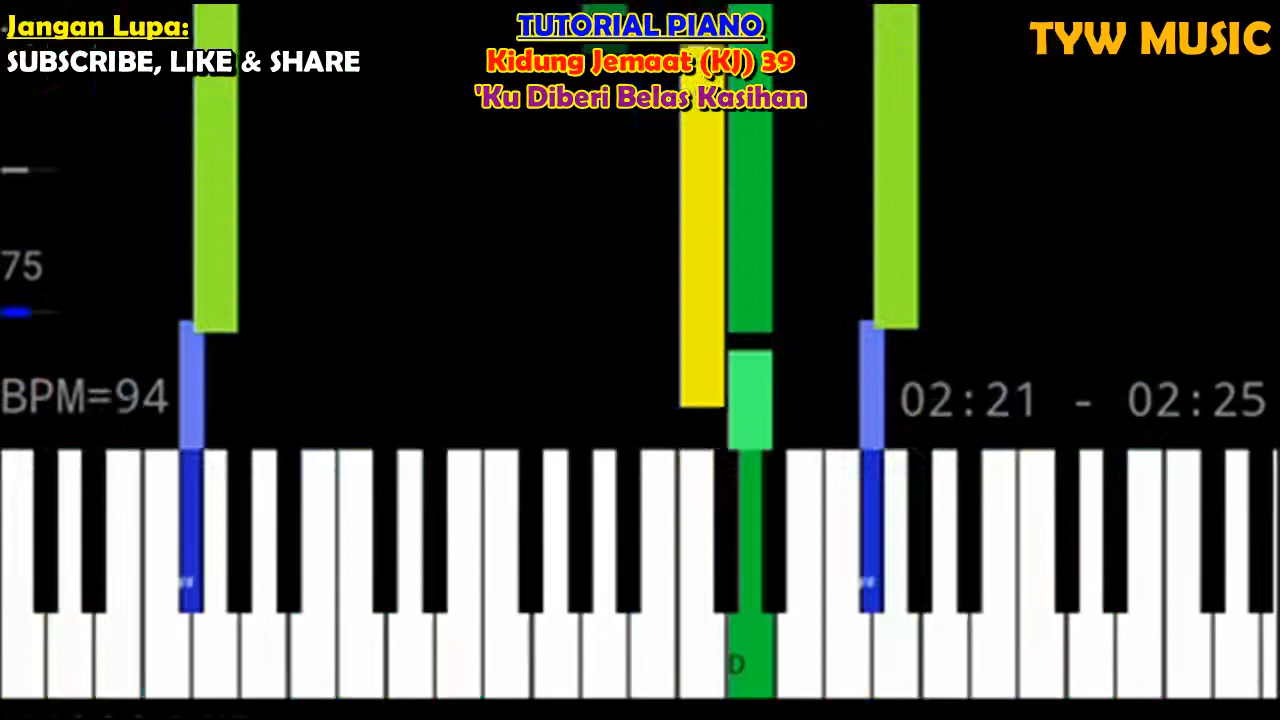 Jangan Lupa:
SUBSCRIBE, LIKE & SHARE
TUTORIAL PIANO
Kidung Jemaat (KJ) 39
'Ku Diberi Belas Kasihan
TYW MUSIC
75
BPM=94
02:21 - 02:25
D